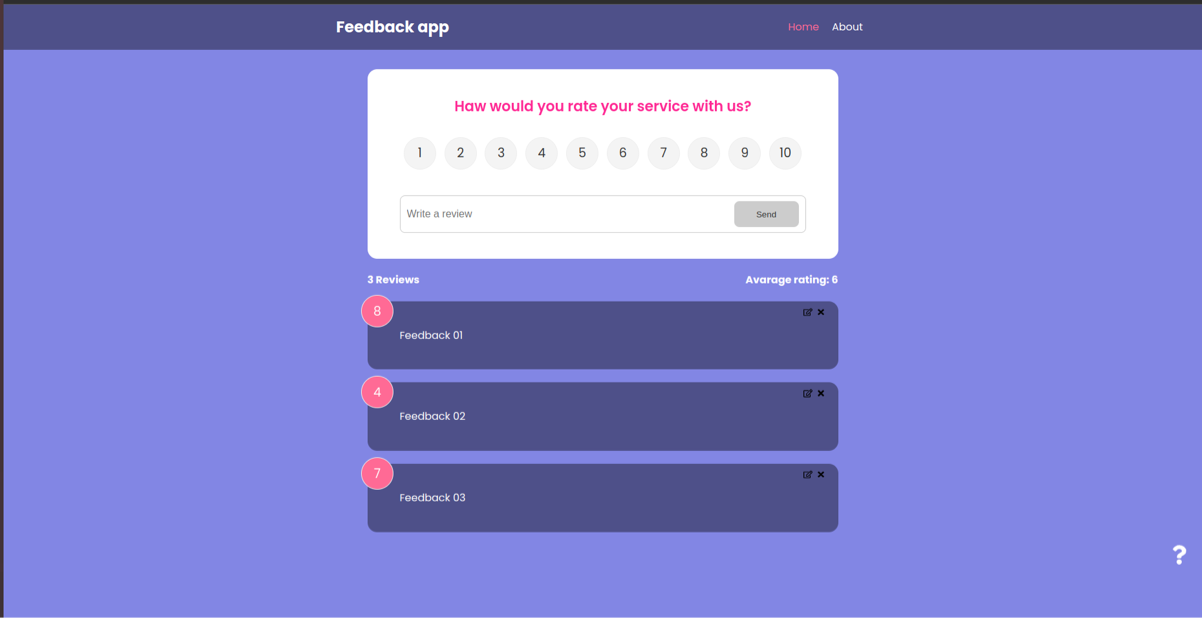 Feedback app
Home About
Haw would you rate your service with us?
1 2 3 4 5 6 7 8 9 10
Write a review
Send
3 Reviews
Avarage rating: 6
8
Feedback 01
4
Feedback 02
7
Feedback 03
?